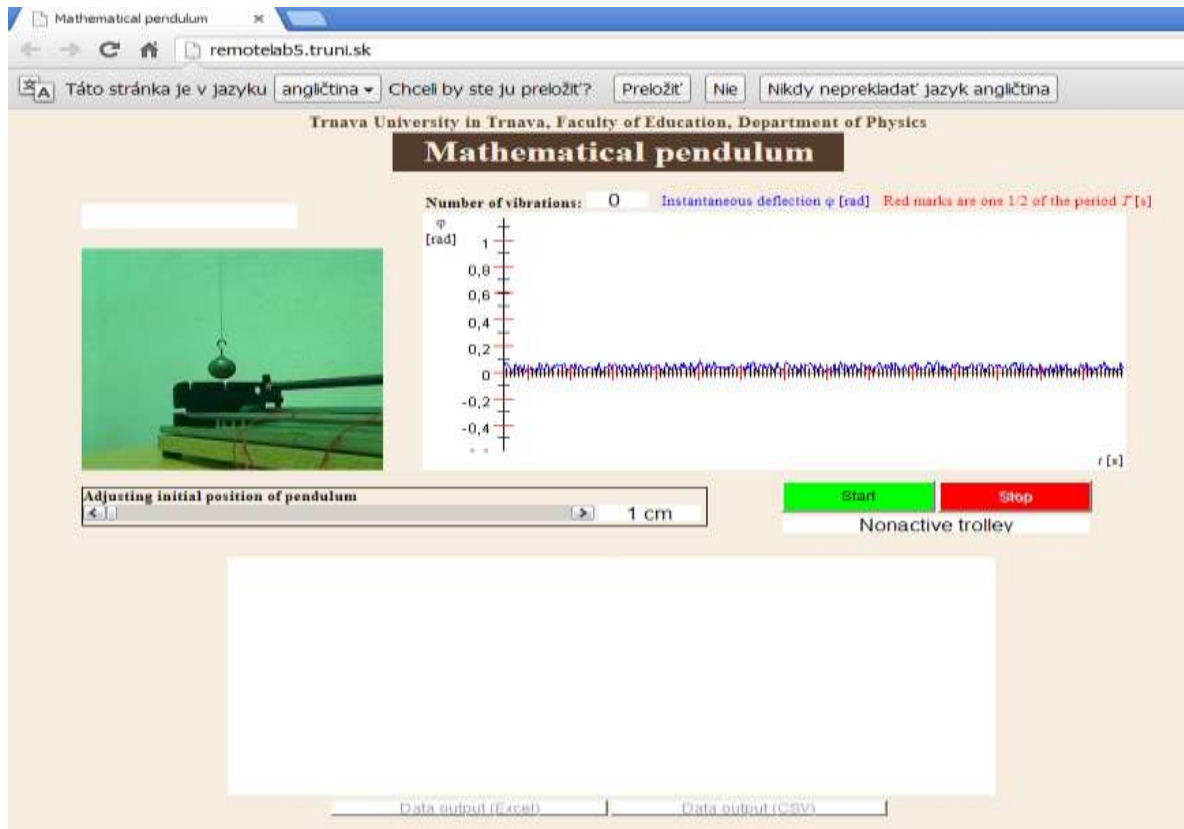 Mathematical pendulum
remotelab5.truni.sk
Táto stránka je v jazyku angličtina Chceli by ste ju preložiť? Preložiť Nie Nikdy neprekladať jazyk angličtina
Trnava University in Trnava, Faculty of Education, Department of Physics
Mathematical pendulum
Number of vibrations: 0 Instantaneous deflection φ [rad] Red marks are one 1/2 of the period T [s]
φ
[rad]
1
0,8
0,6
0,4
0,2
0
-0,2
-0,4
t [s]
Adjusting initial position of pendulum
1 cm
Start Stop
Nonactive trolley
Data output (Excel) Data output (CSV)